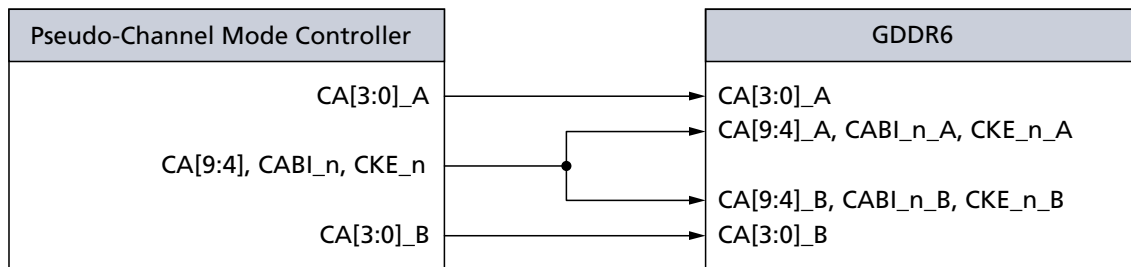 Pseudo-Channel Mode Controller
CA[3:0]_A
CA[9:4], CABI_n, CKE_n
CA[3:0]_B
GDDR6
CA[3:0]_A
CA[9:4]_A, CABI_n_A, CKE_n_A
CA[9:4]_B, CABI_n_B, CKE_n_B
CA[3:0]_B